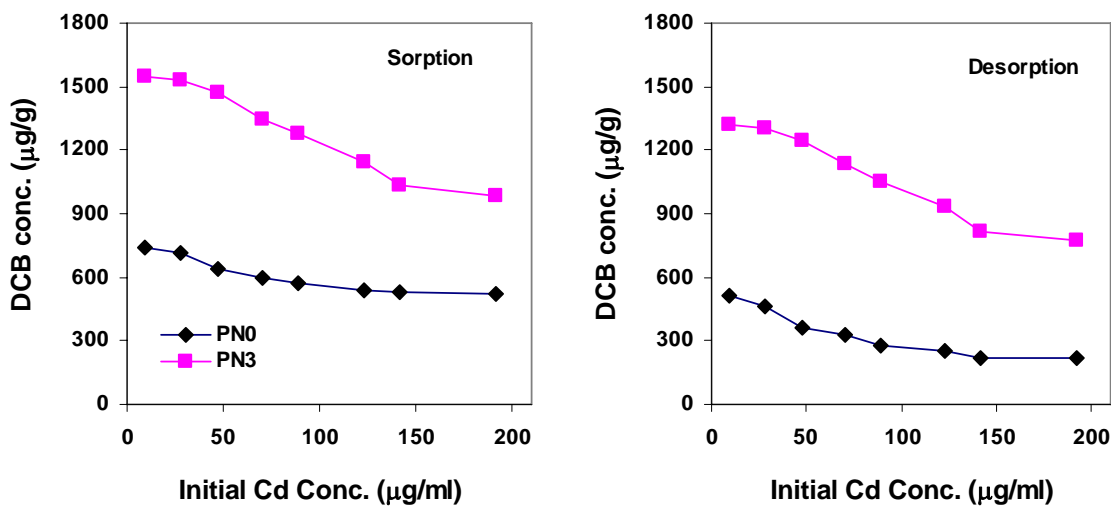 1800
1500
1200
900
600
300
0
DCB conc. (μg/g)
Sorption
PN0
PN3
0 50 100 150 200
Initial Cd Conc. (μg/ml)
1800
1500
1200
900
600
300
0
DCB conc. (μg/g)
Desorption
0 50 100 150 200
Initial Cd Conc. (μg/ml)